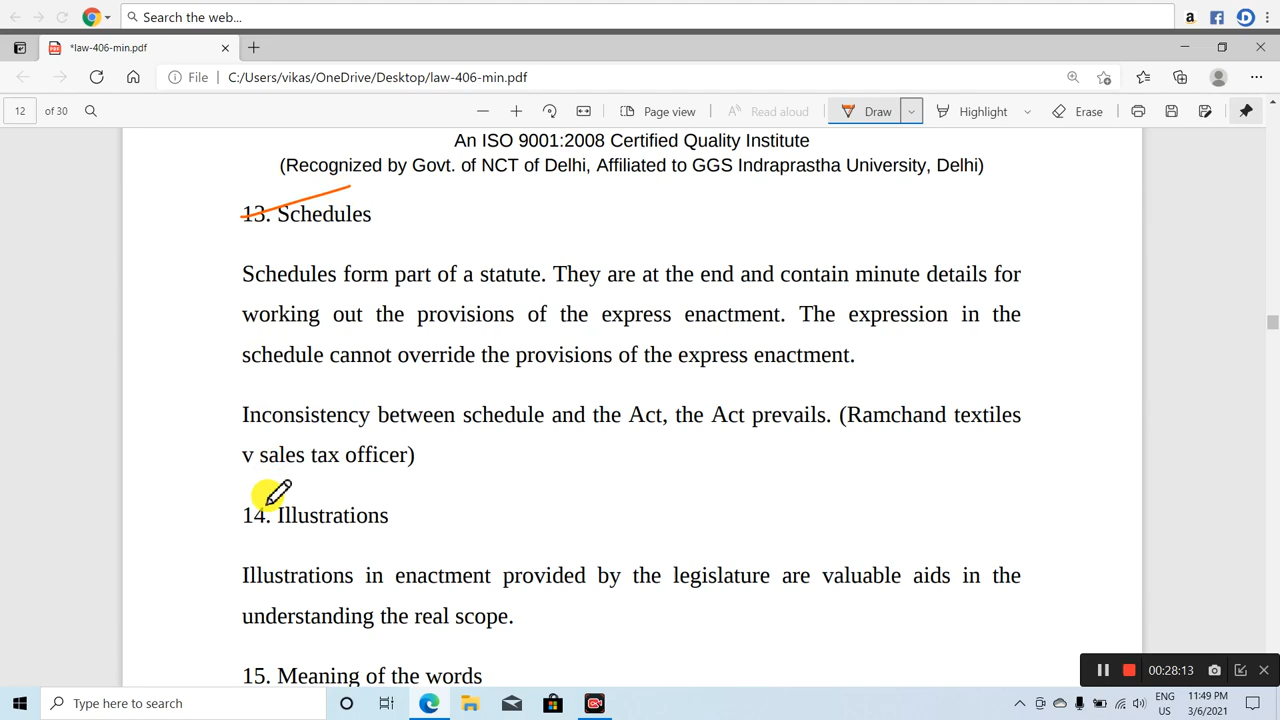 Search the web...
*law-406-min.pdf
File C:/Users/vikas/OneDrive/Desktop/law-406-min.pdf
12 of 30 Page view Read aloud Draw Highlight Erase
An ISO 9001:2008 Certified Quality Institute
(Recognized by Govt. of NCT of Delhi, Affiliated to GGS Indraprastha University, Delhi)
13. Schedules
Schedules form part of a statute. They are at the end and contain minute details for
working out the provisions of the express enactment. The expression in the
schedule cannot override the provisions of the express enactment.
Inconsistency between schedule and the Act, the Act prevails. (Ramchand textiles
v sales tax officer)
14. Illustrations
Illustrations in enactment provided by the legislature are valuable aids in the
understanding the real scope.
15. Meaning of the words
00:28:13
Type here to search
ENG
US
11:49 PM
3/6/2021